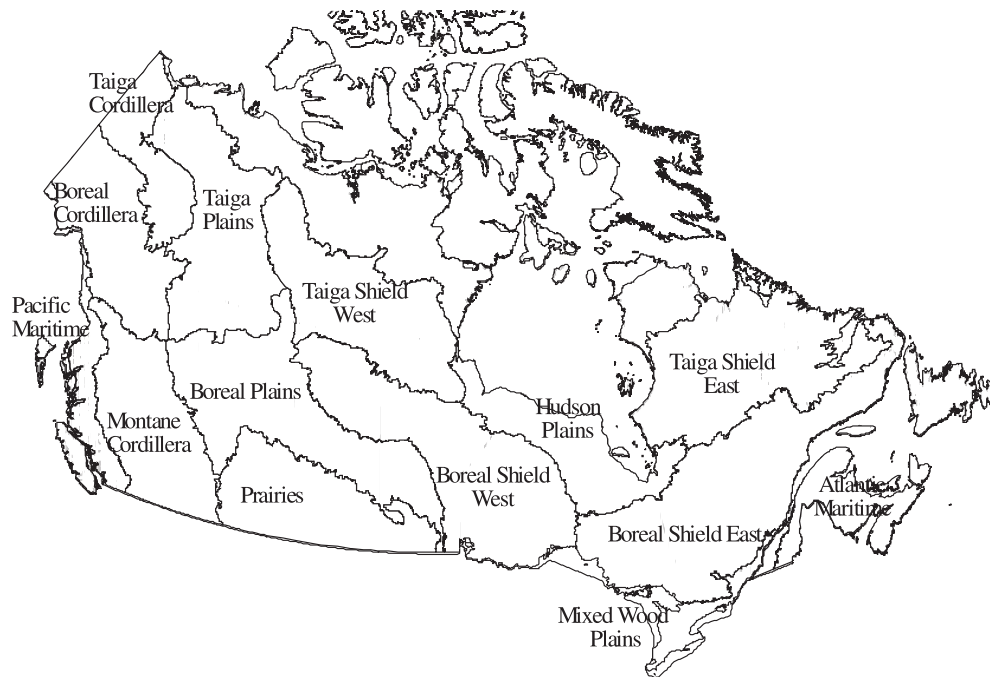 Taiga
Cordillera
Boreal
Cordillera
Taiga
Plains
Pacific
Maritime
Taiga Shield
West
Taiga Shield
East
Boreal Plains
Montane
Cordillera
Hudson
Plains
Prairies
Boreal Shield
West
Atlantic
Maritime
Boreal Shield East
Mixed Wood
Plains